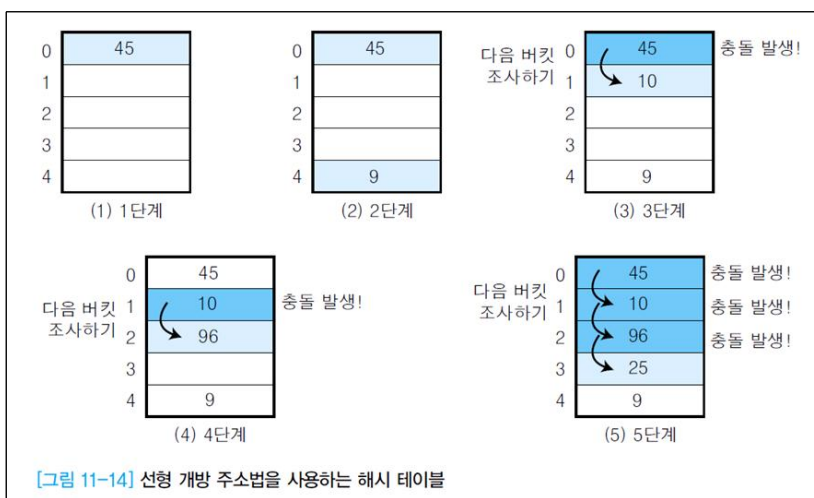 0 45
1
2
3
4
(1) 1단계
0 45
1
2
3
4 9
(2) 2단계
다음 버킷 조사하기
0 45 충돌 발생!
1 10
2
3
4 9
(3) 3단계
다음 버킷 조사하기
0 45
1 10 충돌 발생!
2 96
3
4 9
(4) 4단계
다음 버킷 조사하기
0 45 충돌 발생!
1 10 충돌 발생!
2 96 충돌 발생!
3 25
4 9
(5) 5단계
[그림 11-14] 선형 개방 주소법을 사용하는 해시 테이블